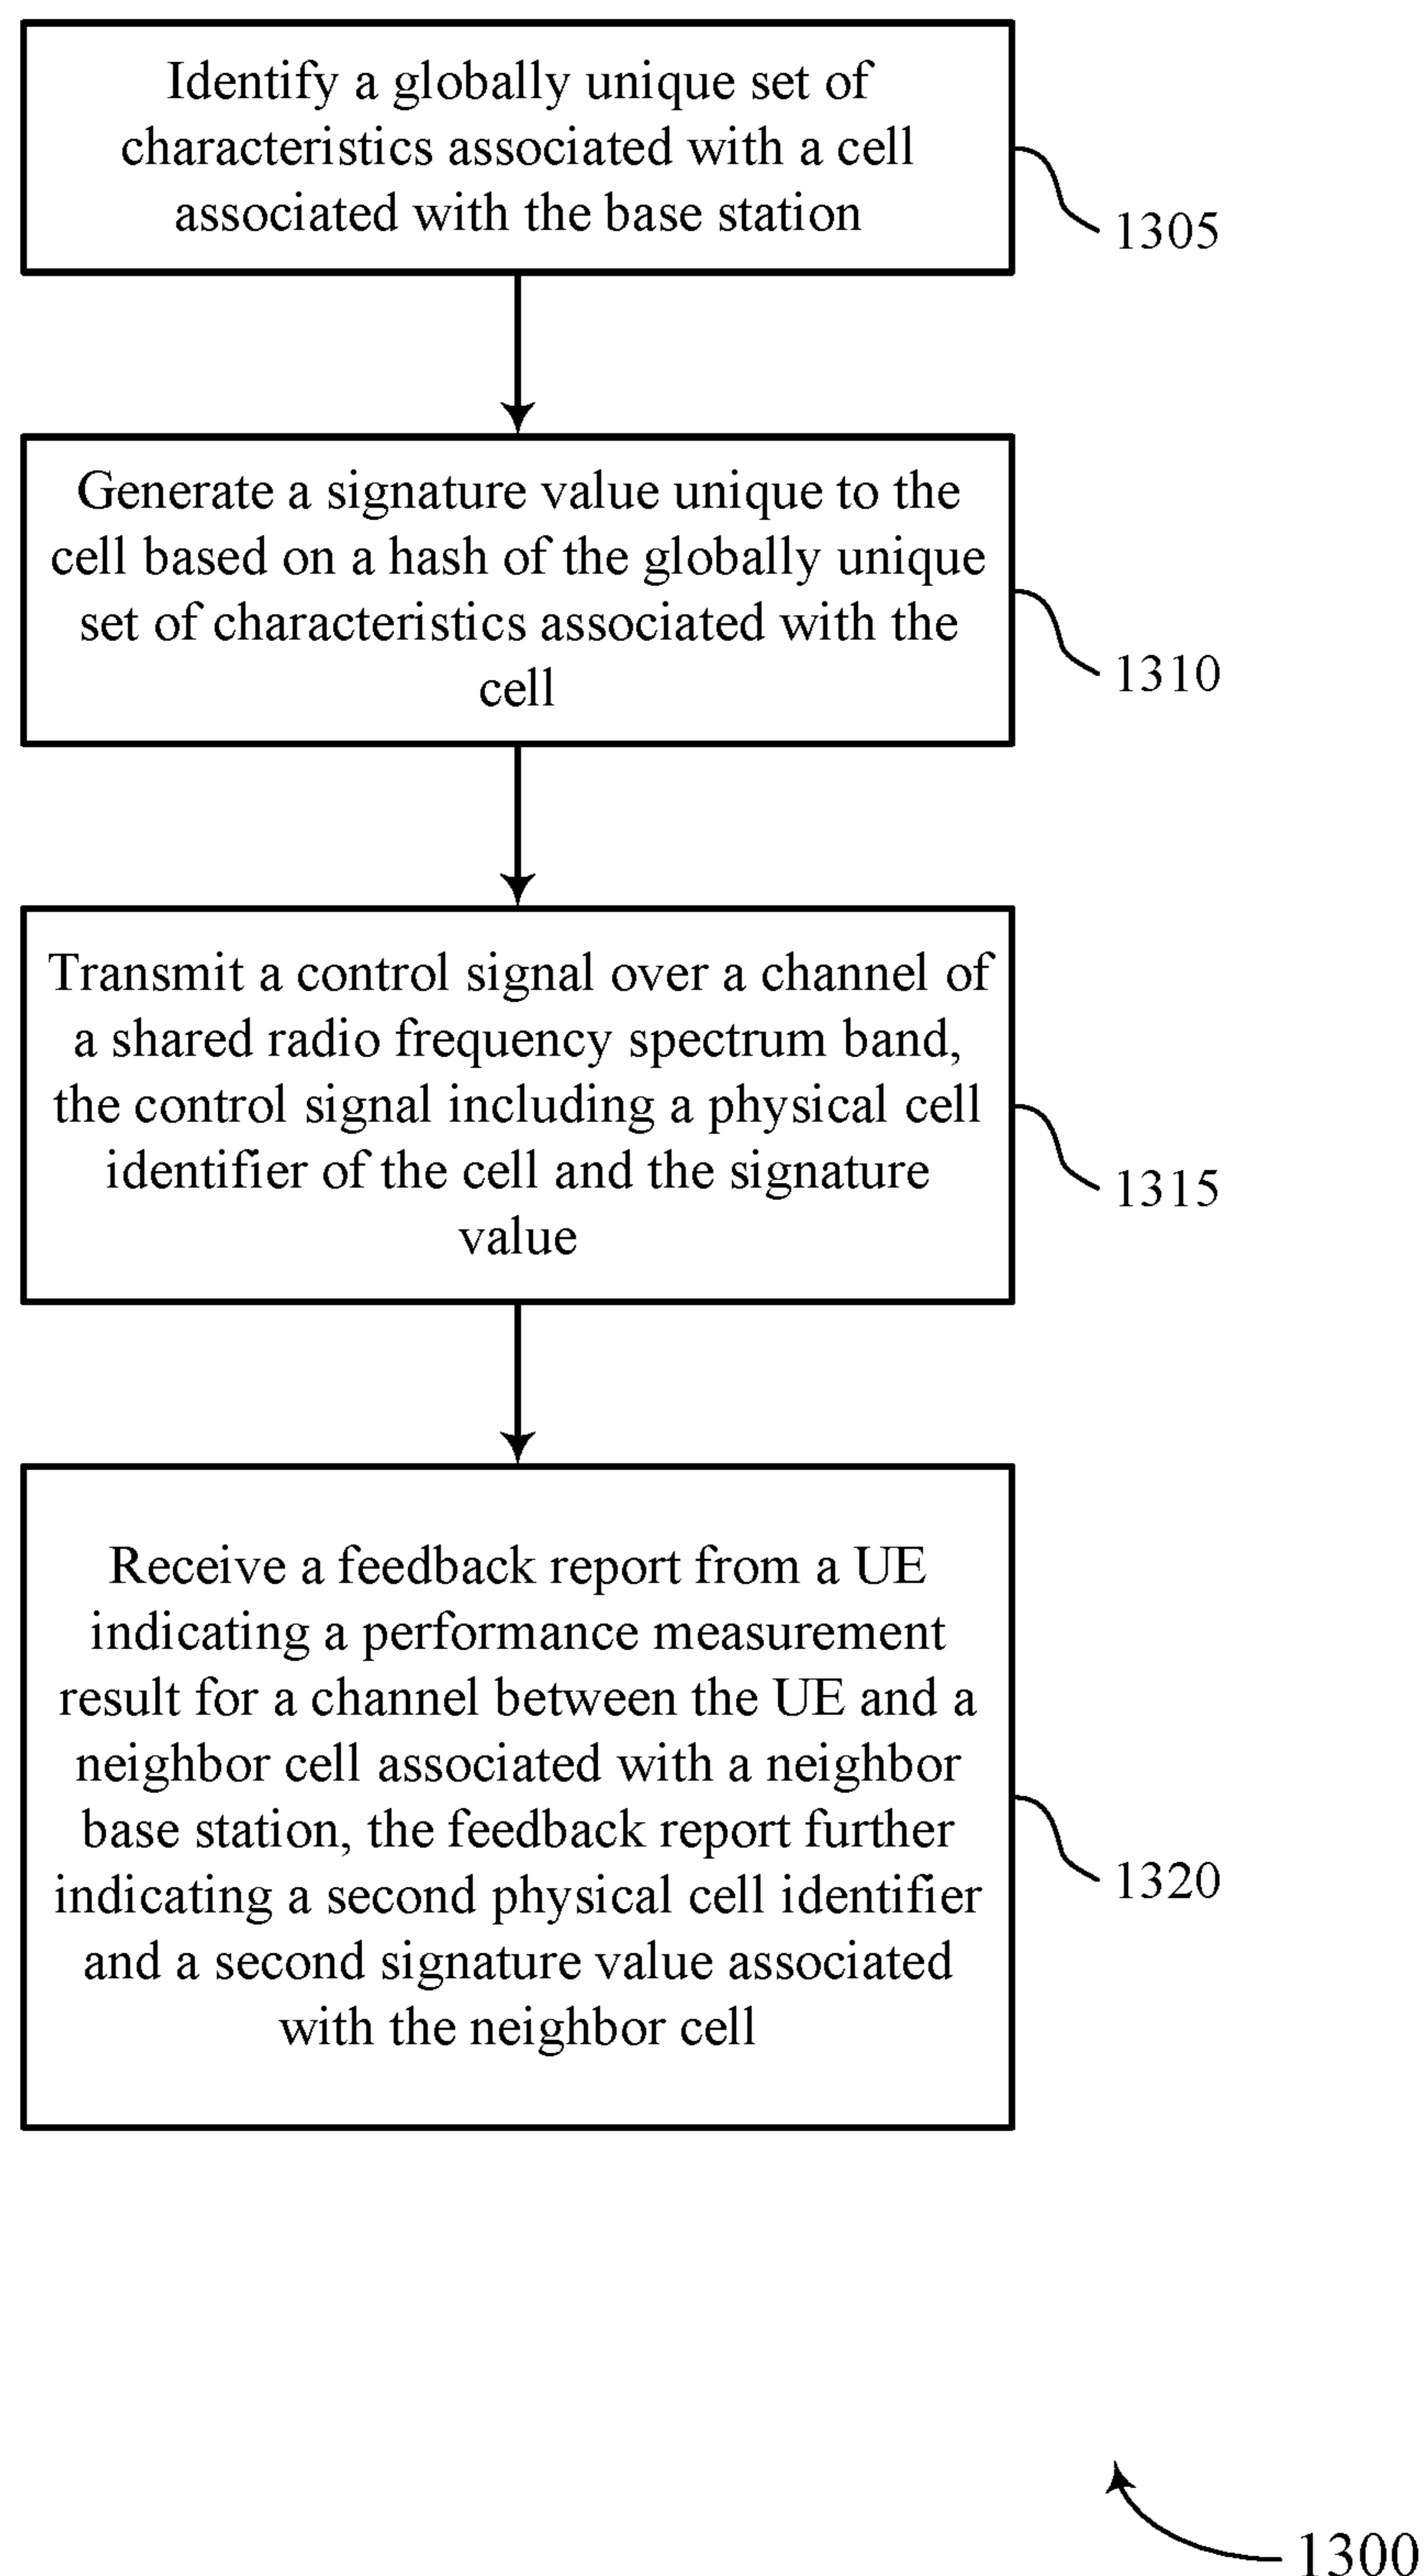 Identify a globally unique set of
characteristics associated with a cell
associated with the base station
1305
Generate a signature value unique to the
cell based on a hash of the globally unique
set of characteristics associated with the
cell
1310
Transmit a control signal over a channel of
a shared radio frequency spectrum band,
the control signal including a physical cell
identifier of the cell and the signature
value
1315
Receive a feedback report from a UE
indicating a performance measurement
result for a channel between the UE and a
neighbor cell associated with a neighbor
base station, the feedback report further
indicating a second physical cell identifier
and a second signature value associated
with the neighbor cell
1320
1300